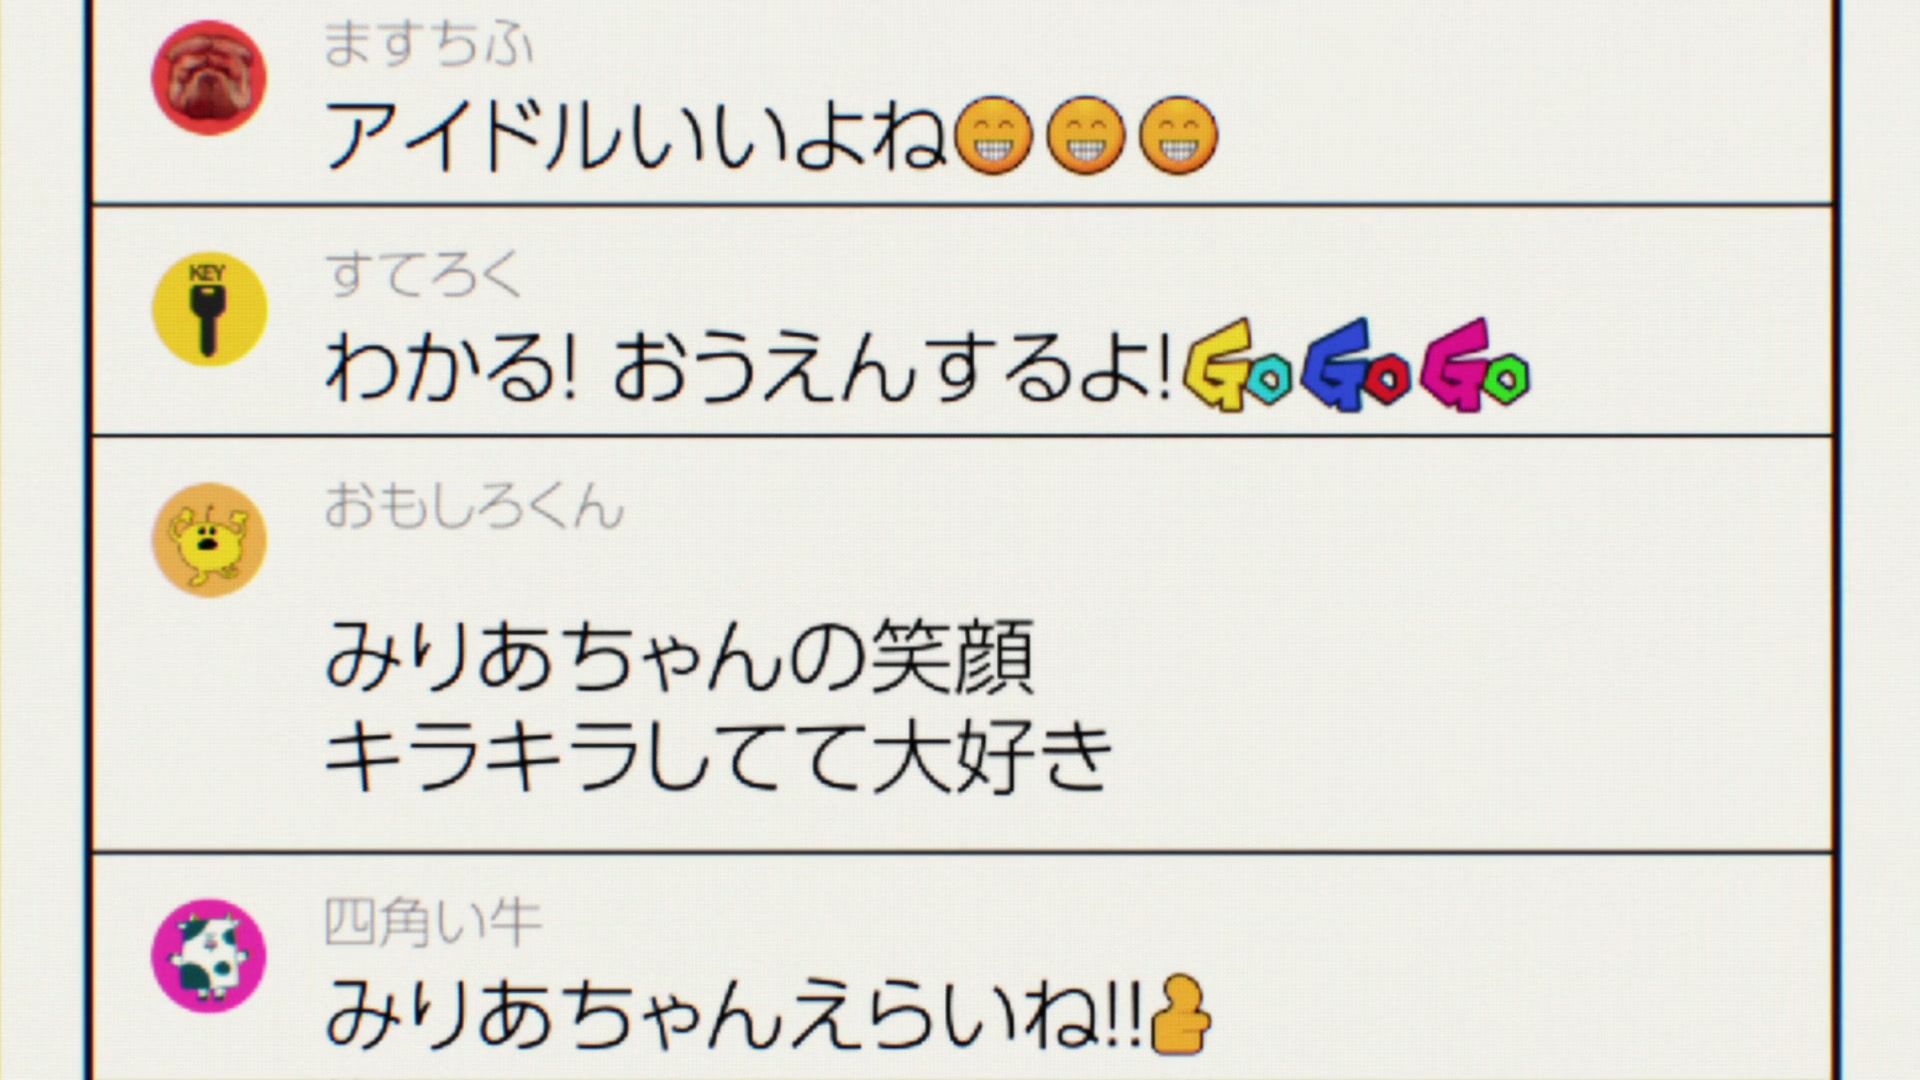 ますちふ
アイドルいいよね😁😁😁
KEY
すてろく
わかる! おうえんするよ!GoGoGo
おもしろくん
みりあちゃんの笑顔
キラキラしてて大好き
四角い牛
みりあちゃんえらいね!!